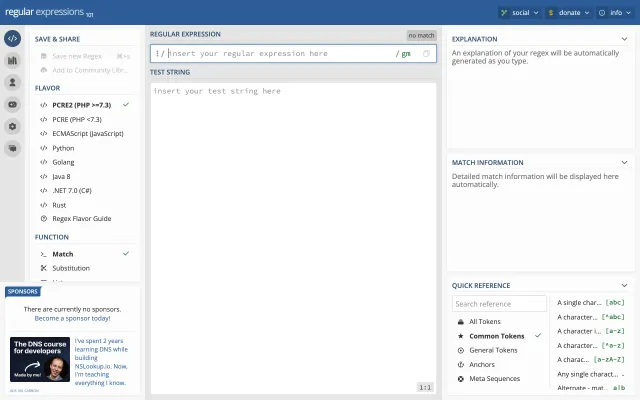 regular expressions 101
social
donate
info
SAVE & SHARE
Save new Regex ⌘+s
Add to Community Libr...
FLAVOR
PCRE2 (PHP >=7.3)
PCRE (PHP <7.3)
ECMAScript (JavaScript)
Python
Golang
Java 8
.NET 7.0 (C#)
Rust
Regex Flavor Guide
FUNCTION
Match
Substitution
SPONSORS
There are currently no sponsors.
Become a sponsor today!
The DNS course
for developers
Made by me!
I've spent 2 years
learning DNS while
building
NSLookup.io. Now,
I'm teaching
everything I know.
REGULAR EXPRESSION
no match
/ insert your regular expression here / gm
TEST STRING
insert your test string here
1:1
EXPLANATION
An explanation of your regex will be automatically
generated as you type.
MATCH INFORMATION
Detailed match information will be displayed here
automatically.
QUICK REFERENCE
Search reference
All Tokens
Common Tokens
General Tokens
Anchors
Meta Sequences
A single char... [abc]
A character... [^abc]
A character i... [a-z]
A character... [^a-z]
A charac... [a-zA-Z]
Any single charact... .
Alternate - mat... a|b